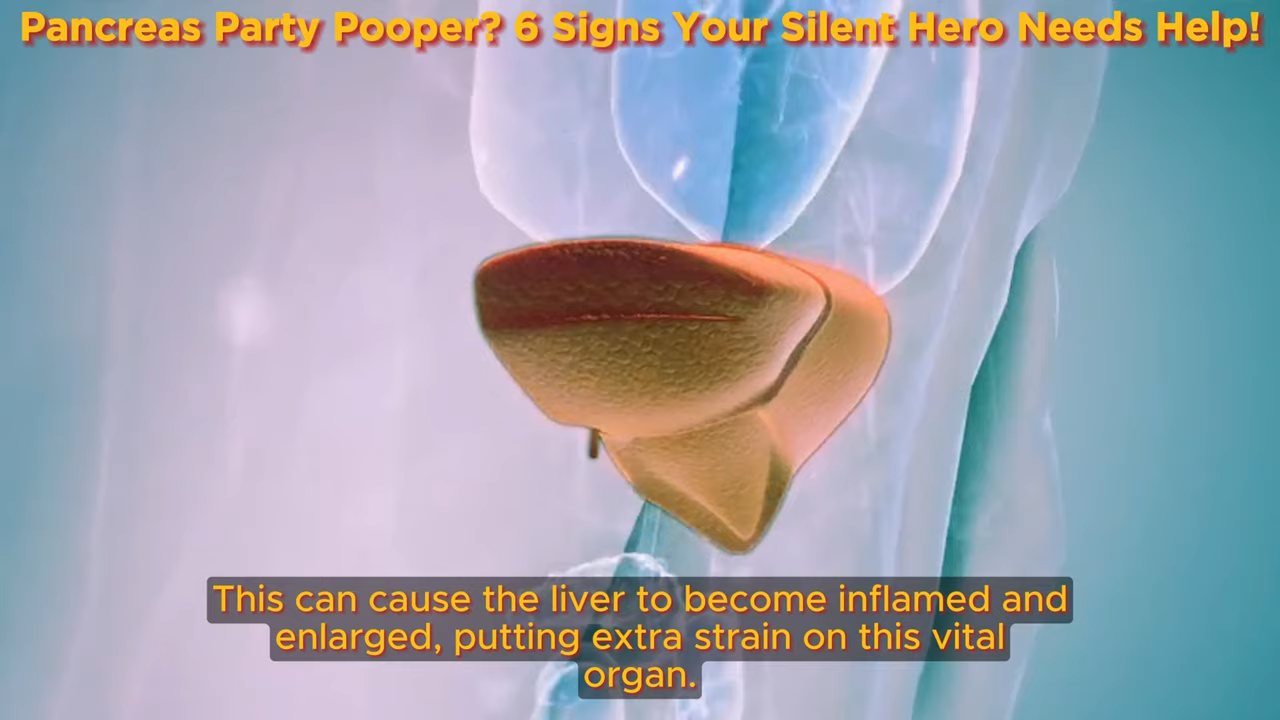 Pancreas Party Pooper? 6 Signs Your Silent Hero Needs Help!
This can cause the liver to become inflamed and
enlarged, putting extra strain on this vital
organ.